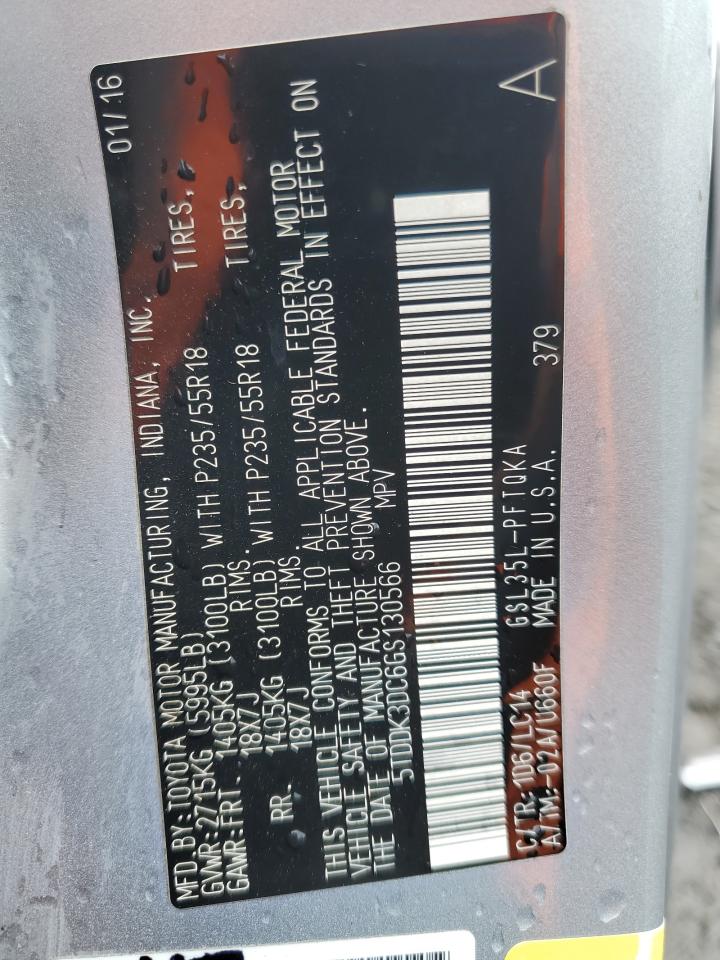 MFD.BY:TOYOTA MOTOR MANUFACTURING, INDIANA, INC. 01/16
GVWR:2715KG (5995LB)
GAWR:FRT. 1405KG (3100LB) WITH P235/55R18 TIRES,
18X7J RIMS.
RR. 1405KG (3100LB) WITH P235/55R18 TIRES,
18X7J RIMS.
THIS VEHICLE CONFORMS TO ALL APPLICABLE FEDERAL MOTOR
VEHICLE SAFETY AND THEFT PREVENTION STANDARDS IN EFFECT ON
THE DATE OF MANUFACTURE SHOWN ABOVE.
5TDDK3DC6GS130566 MPV
C/TR:1D6/LC14 GSL35L-PFTQKA
A/TM:-02A/U660F MADE IN U.S.A. 379 A